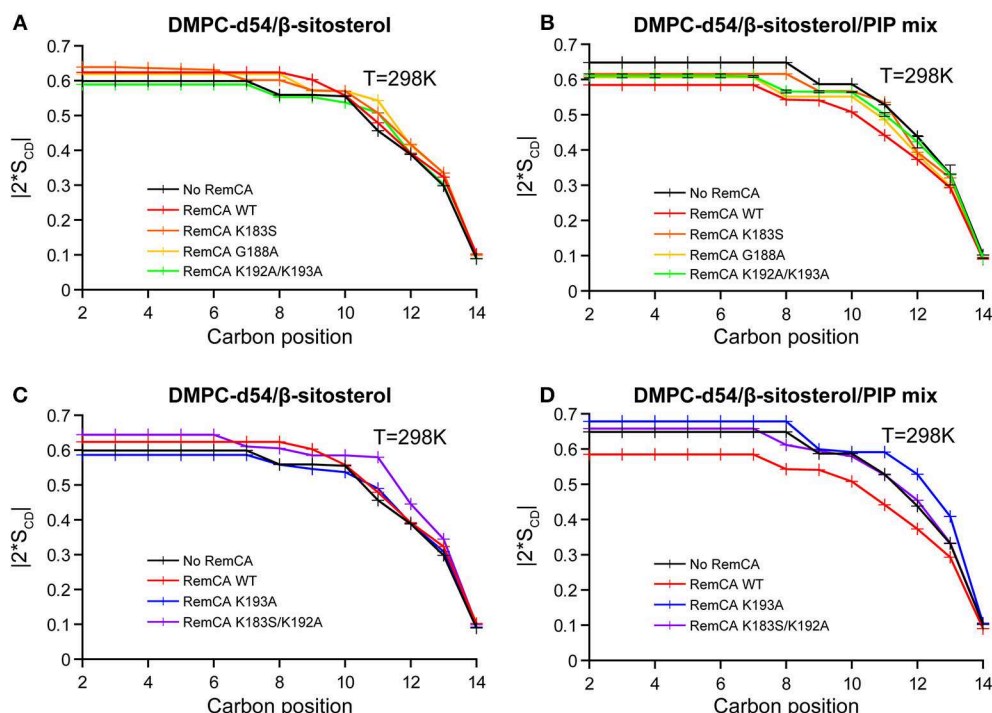 A
DMPC-d54/β-sitosterol
0.7
0.6
0.5
0.4
0.3
0.2
0.1
0
|2*S_CD|
T=298K
No RemCA
RemCA WT
RemCA K183S
RemCA G188A
RemCA K192A/K193A
2 4 6 8 10 12 14
Carbon position
B
DMPC-d54/β-sitosterol/PIP mix
0.7
0.6
0.5
0.4
0.3
0.2
0.1
0
|2*S_CD|
T=298K
No RemCA
RemCA WT
RemCA K183S
RemCA G188A
RemCA K192A/K193A
2 4 6 8 10 12 14
Carbon position
C
DMPC-d54/β-sitosterol
0.7
0.6
0.5
0.4
0.3
0.2
0.1
0
|2*S_CD|
T=298K
No RemCA
RemCA WT
RemCA K193A
RemCA K183S/K192A
2 4 6 8 10 12 14
Carbon position
D
DMPC-d54/β-sitosterol/PIP mix
0.7
0.6
0.5
0.4
0.3
0.2
0.1
0
|2*S_CD|
T=298K
No RemCA
RemCA WT
RemCA K193A
RemCA K183S/K192A
2 4 6 8 10 12 14
Carbon position